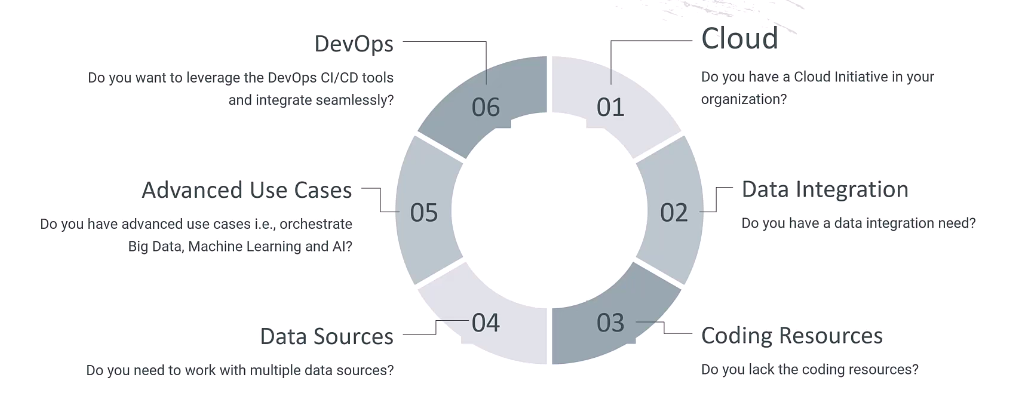 Cloud
Do you have a Cloud Initiative in your
organization?
01
Data Integration
Do you have a data integration need?
02
Coding Resources
Do you lack the coding resources?
03
Data Sources
Do you need to work with multiple data sources?
04
Advanced Use Cases
Do you have advanced use cases i.e., orchestrate
Big Data, Machine Learning and AI?
05
DevOps
Do you want to leverage the DevOps CI/CD tools
and integrate seamlessly?
06